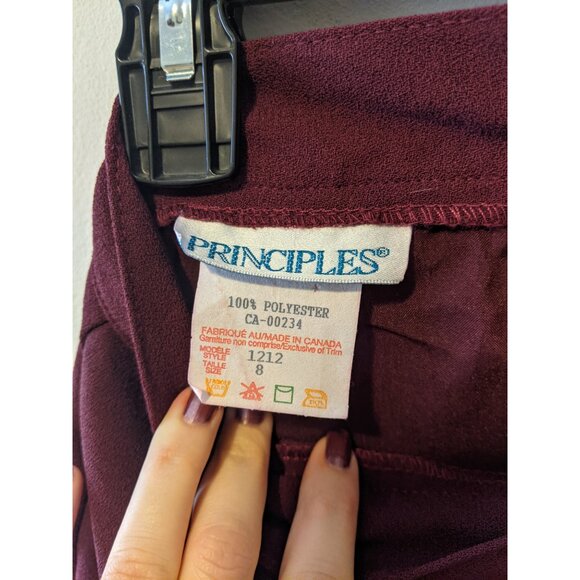 PRINCIPLES®
100% POLYESTER
CA-00234
FABRIQUÉ AU/MADE IN CANADA
Garniture non comprise/Exclusive of Trim
MODÈLE
STYLE 1212
TAILLE
SIZE 8